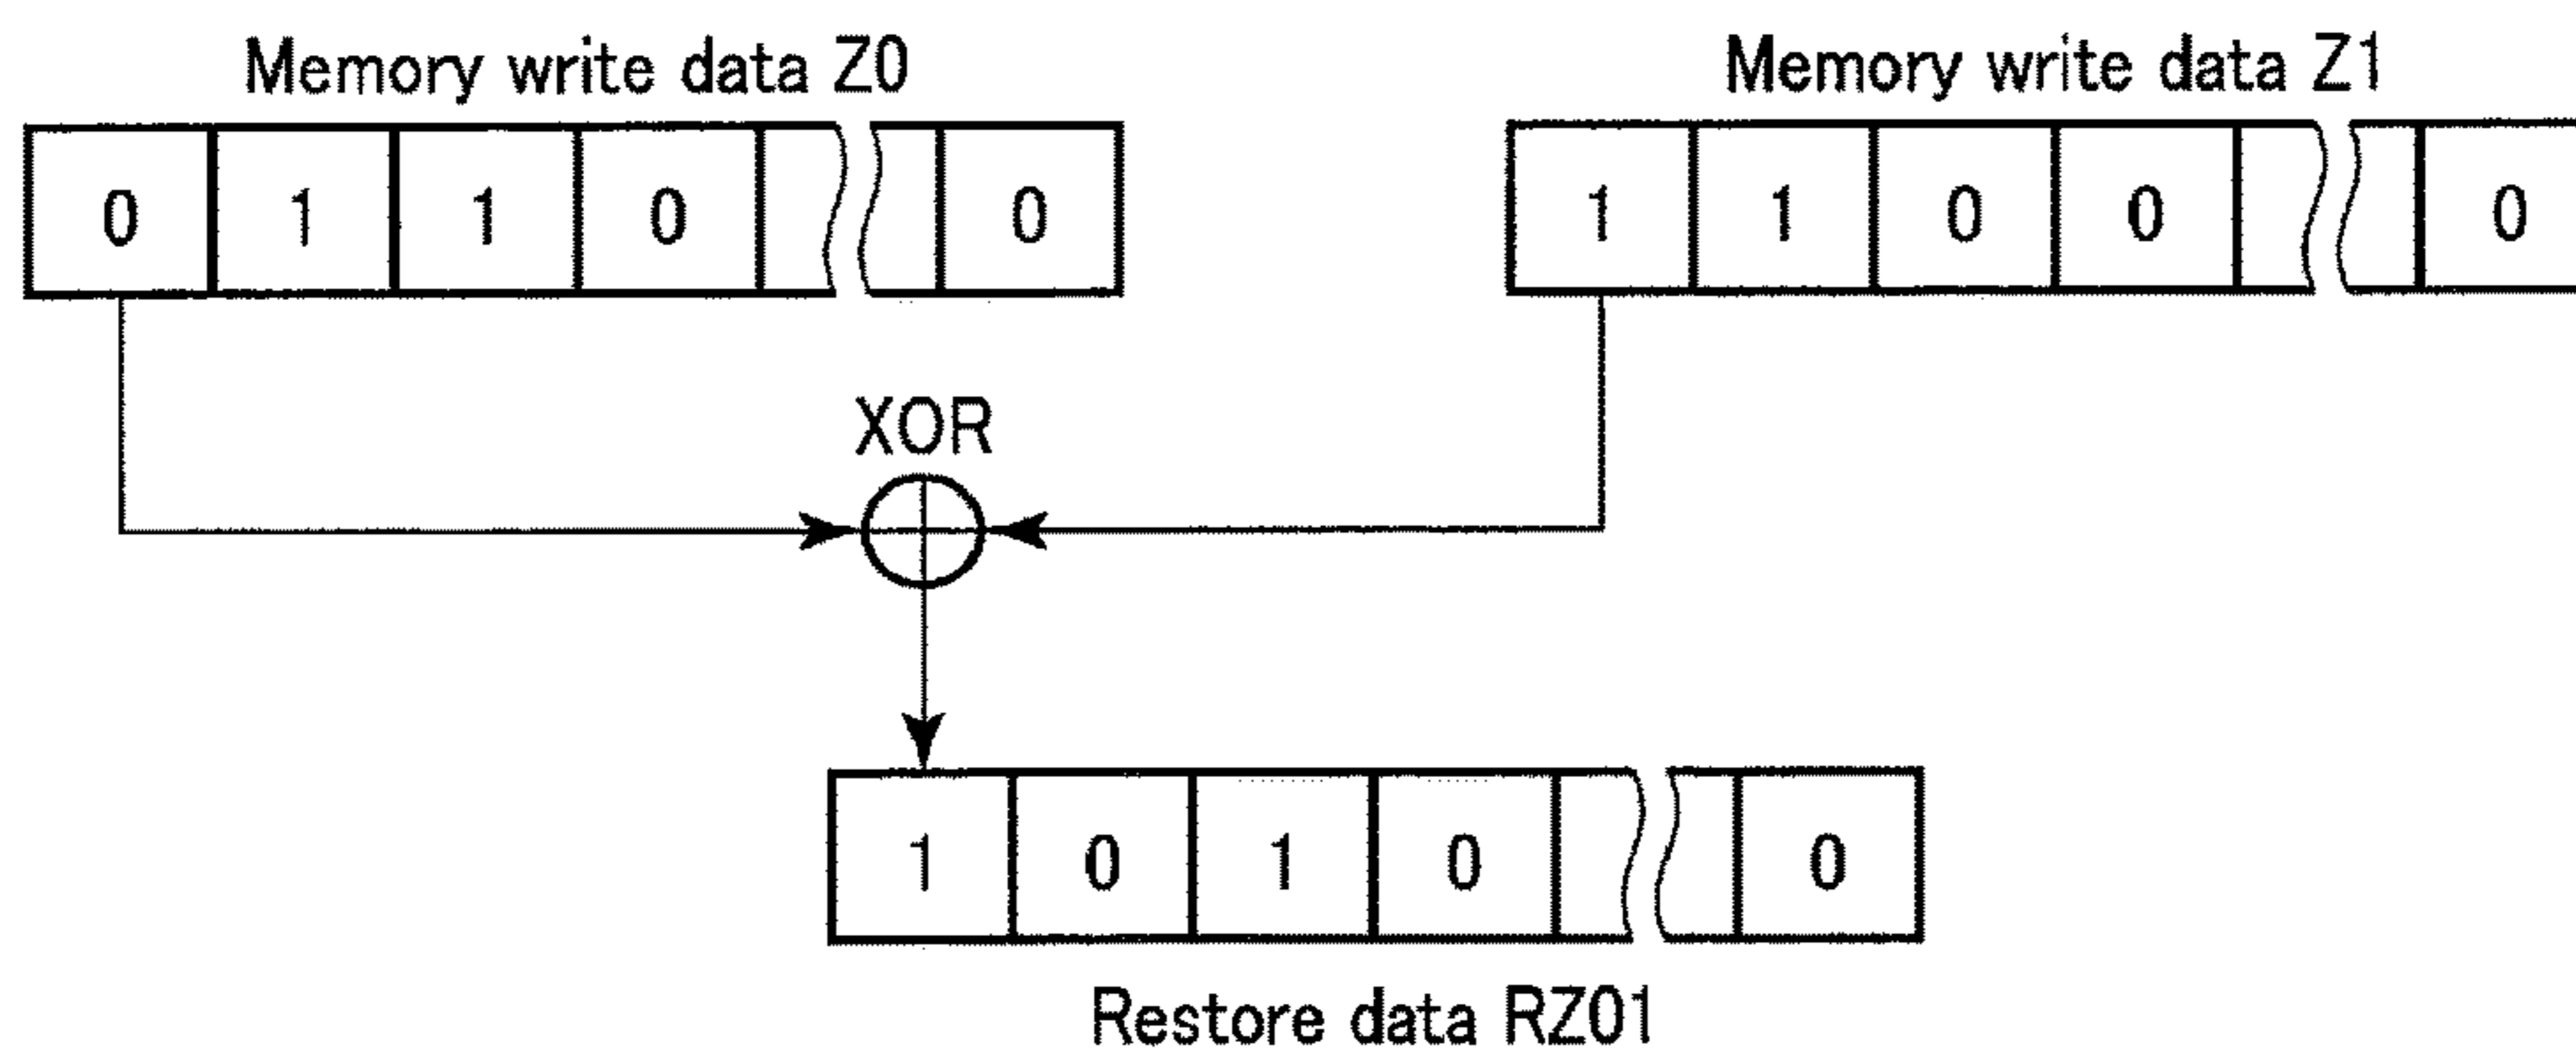 Memory write data Z0
Memory write data Z1
0 1 1 0 0
1 1 0 0 0
XOR
1 0 1 0 0
Restore data RZ01